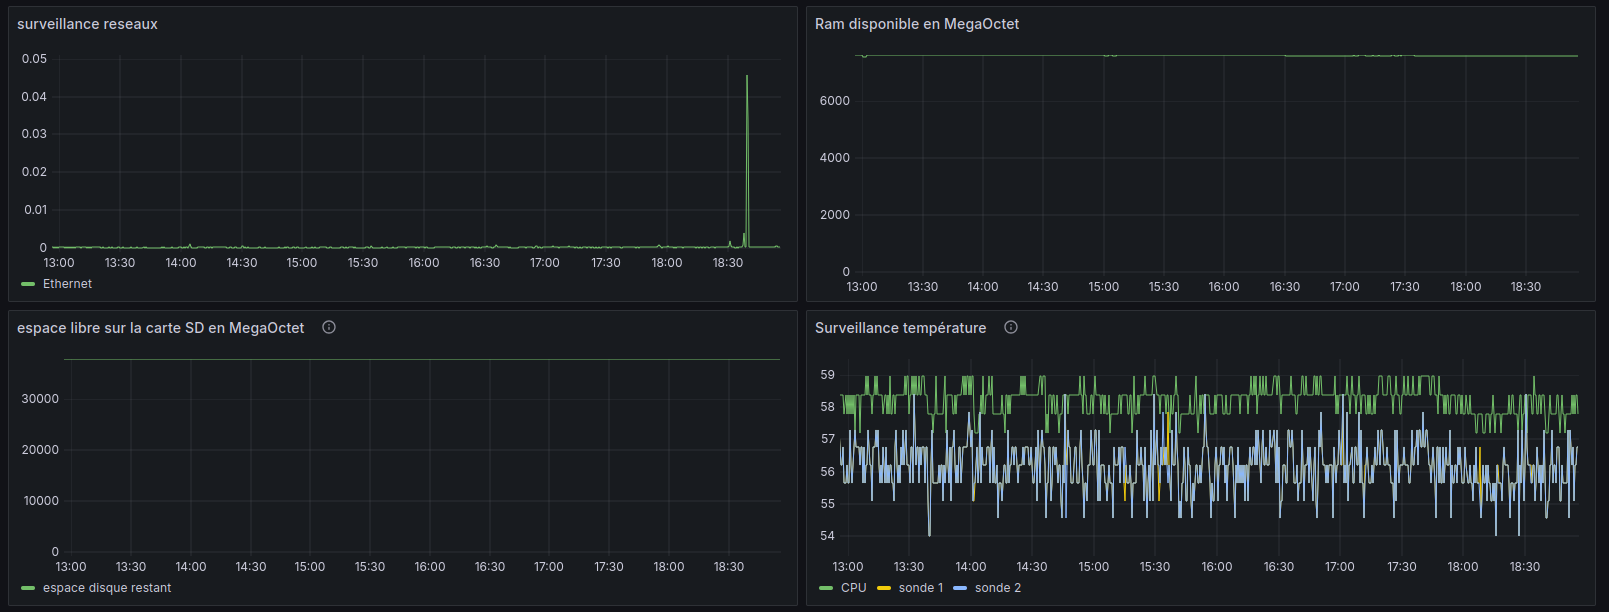 surveillance reseaux
0.05
0.04
0.03
0.02
0.01
0
13:00 13:30 14:00 14:30 15:00 15:30 16:00 16:30 17:00 17:30 18:00 18:30
Ethernet
Ram disponible en MegaOctet
6000
4000
2000
0
13:00 13:30 14:00 14:30 15:00 15:30 16:00 16:30 17:00 17:30 18:00 18:30
espace libre sur la carte SD en MegaOctet
30000
20000
10000
0
13:00 13:30 14:00 14:30 15:00 15:30 16:00 16:30 17:00 17:30 18:00 18:30
espace disque restant
Surveillance température
59
58
57
56
55
54
13:00 13:30 14:00 14:30 15:00 15:30 16:00 16:30 17:00 17:30 18:00 18:30
CPU sonde 1 sonde 2